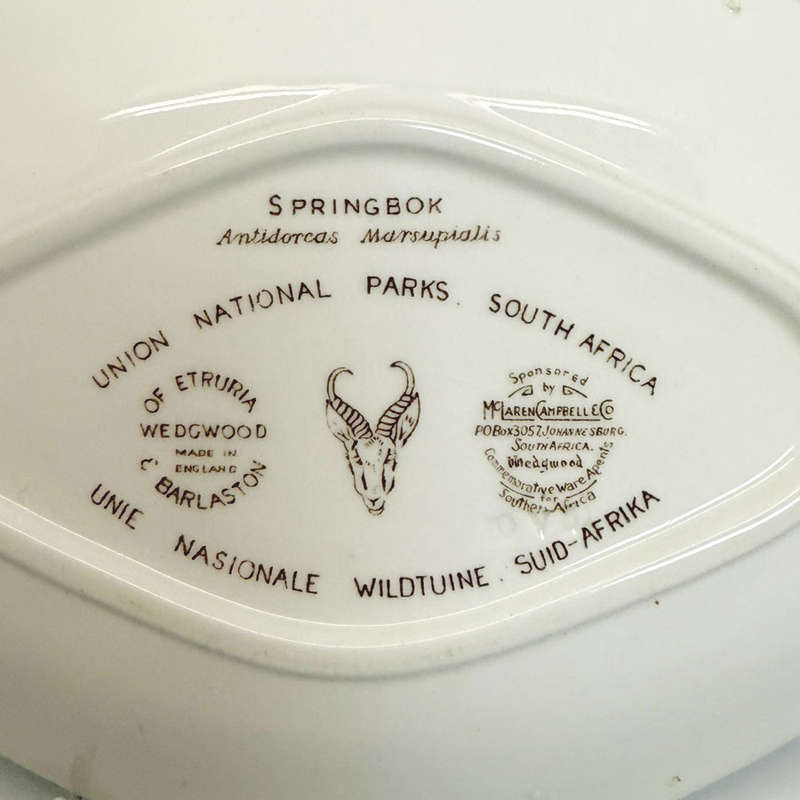 SPRINGBOK
Antidorcas Marsupialis
UNION NATIONAL PARKS. SOUTH AFRICA
OF ETRURIA
WEDGWOOD
MADE IN
ENGLAND
& BARLASTON
Sponsored
by
McLAREN CAMPBELL & Co
PO Box 3057, JOHANNESBURG.
SOUTH AFRICA.
Wedgwood
Commemorative Ware Agents
for
Southern Africa
UNIE NASIONALE WILDTUINE. SUID-AFRIKA